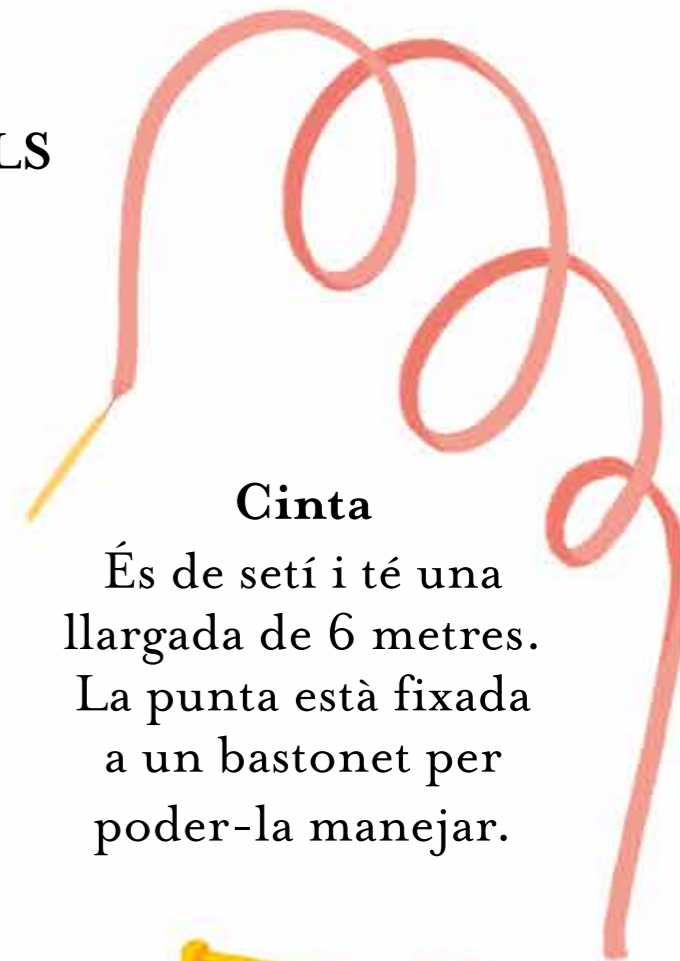 LS
Cinta
És de setí i té una
llargada de 6 metres.
La punta està fixada
a un bastonet per
poder-la manejar.